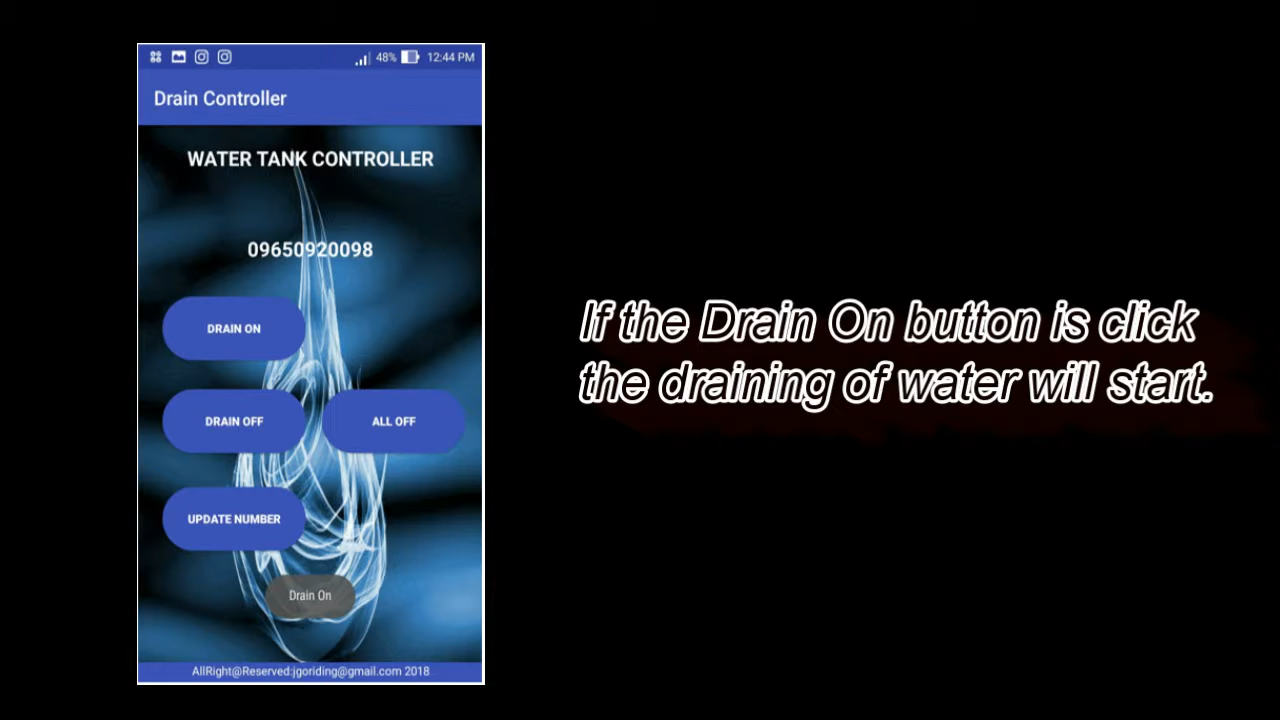 48% 12:44 PM
Drain Controller
WATER TANK CONTROLLER
09650920098
DRAIN ON
DRAIN OFF ALL OFF
UPDATE NUMBER
Drain On
AllRight@Reserved:jgoriding@gmail.com 2018
If the Drain On button is click
the draining of water will start.